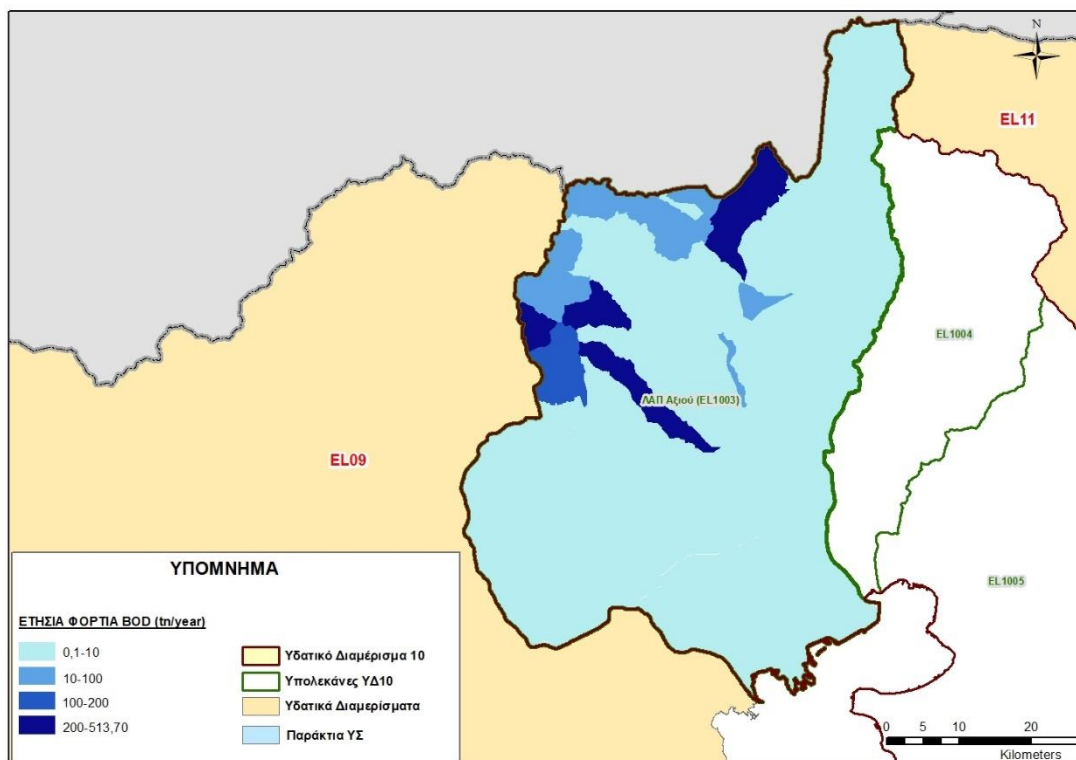 N
EL11
EL1004
ΛΑΠ Αξιού (EL1003)
EL09
EL1005
ΥΠΟΜΝΗΜΑ
ΕΤΗΣΙΑ ΦΟΡΤΙΑ BOD (tn/year)
0,1-10
10-100
100-200
200-513,70
Υδατικό Διαμέρισμα 10
Υπολεκάνες ΥΔ10
Υδατικά Διαμερίσματα
Παράκτια ΥΣ
0 5 10 20
Kilometers